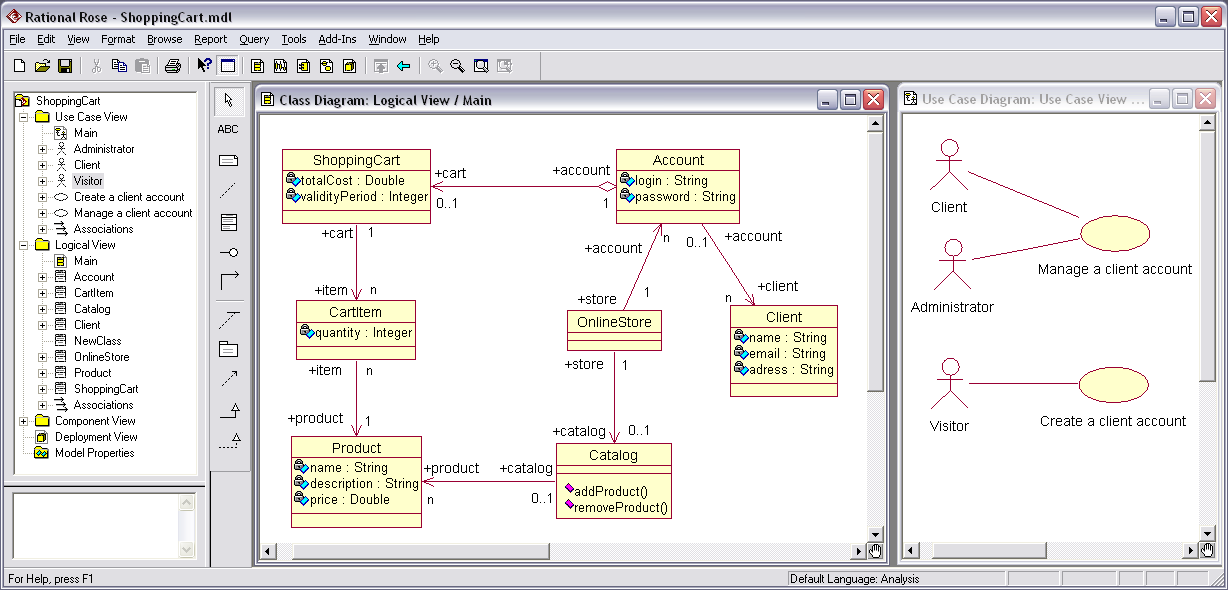 Rational Rose - ShoppingCart.mdl
File Edit View Format Browse Report Query Tools Add-Ins Window Help
ShoppingCart
Use Case View
Main
Administrator
Client
Visitor
Create a client account
Manage a client account
Associations
Logical View
Main
Account
CartItem
Catalog
Client
NewClass
OnlineStore
Product
ShoppingCart
Associations
Component View
Deployment View
Model Properties
ABC
Class Diagram: Logical View / Main
ShoppingCart
totalCost : Double
validityPeriod : Integer
+cart
0..1
+account
1
Account
login : String
password : String
+cart 1
+item n
CartItem
quantity : Integer
+item n
+product 1
Product
name : String
description : String
price : Double
+account n
+store 1
OnlineStore
+store 1
+catalog 0..1
Catalog
addProduct()
removeProduct()
+product
n
+catalog
0..1
0..1 +account
+client
n
Client
name : String
email : String
adress : String
Use Case Diagram: Use Case View ...
Client
Manage a client account
Administrator
Visitor
Create a client account
For Help, press F1
Default Language: Analysis